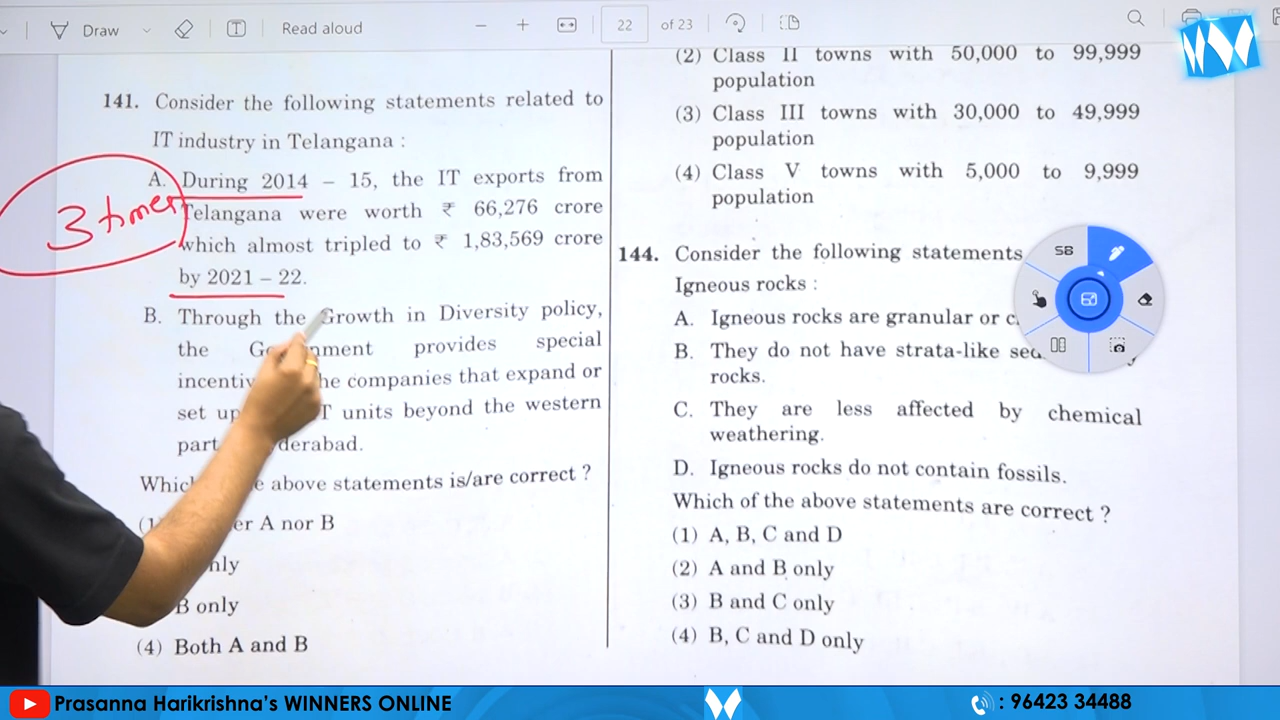 Draw
Read aloud
22
of 23
141. Consider the following statements related to
IT industry in Telangana :
A. During 2014 – 15, the IT exports from
Telangana were worth ₹ 66,276 crore
which almost tripled to ₹ 1,83,569 crore
by 2021 – 22.
3 times
B. Through the Growth in Diversity policy,
the nment provides special
incentiv he companies that expand or
set up T units beyond the western
part derabad.
Which above statements is/are correct ?
er A nor B
nly
B only
(4) Both A and B
(2) Class II towns with 50,000 to 99,999
population
(3) Class III towns with 30,000 to 49,999
population
(4) Class V towns with 5,000 to 9,999
population
144. Consider the following statements
Igneous rocks :
A. Igneous rocks are granular or c
B. They do not have strata-like sed
rocks.
C. They are less affected by chemical
weathering.
D. Igneous rocks do not contain fossils.
Which of the above statements are correct ?
(1) A, B, C and D
(2) A and B only
(3) B and C only
(4) B, C and D only
SB
Prasanna Harikrishna's WINNERS ONLINE
: 96423 34488